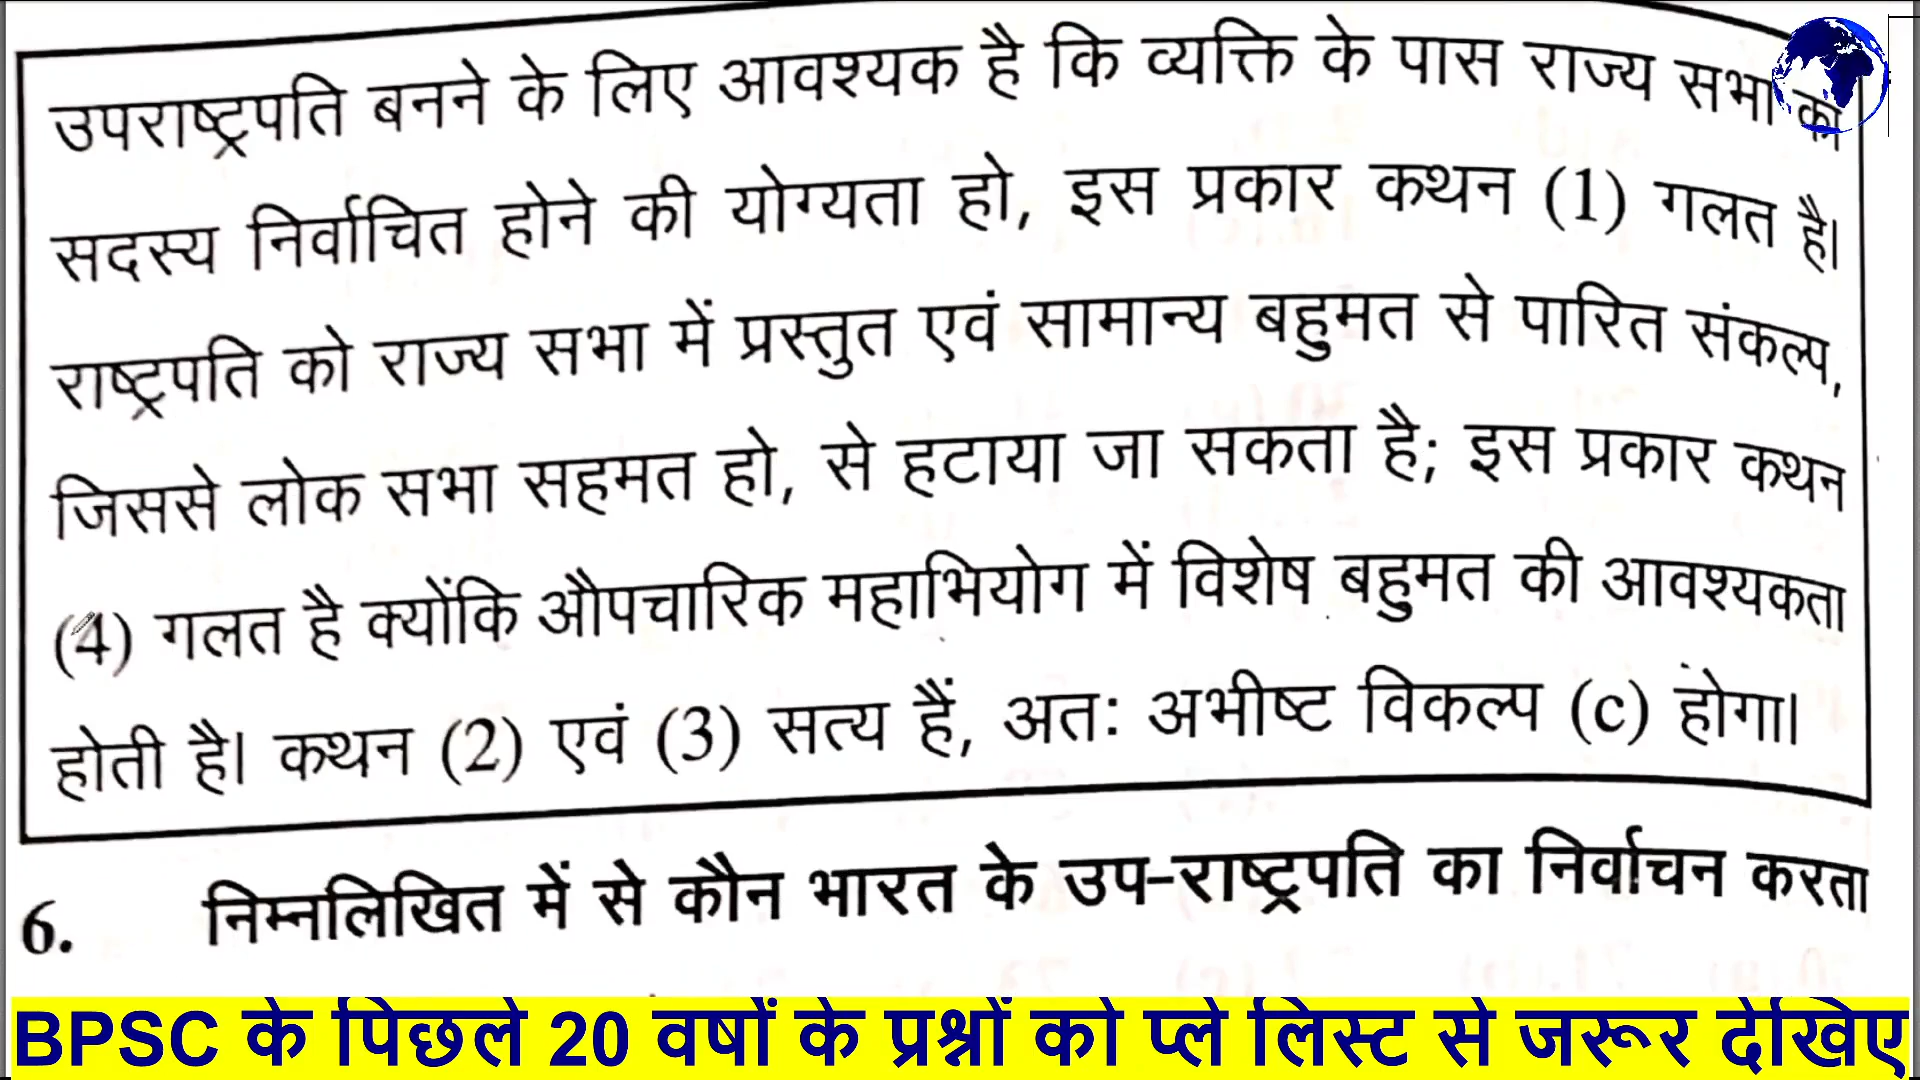 उपराष्ट्रपति बनने के लिए आवश्यक है कि व्यक्ति के पास राज्य सभा का
सदस्य निर्वाचित होने की योग्यता हो, इस प्रकार कथन (1) गलत है।
राष्ट्रपति को राज्य सभा में प्रस्तुत एवं सामान्य बहुमत से पारित संकल्प,
जिससे लोक सभा सहमत हो, से हटाया जा सकता है; इस प्रकार कथन
(4) गलत है क्योंकि औपचारिक महाभियोग में विशेष बहुमत की आवश्यकता
होती है। कथन (2) एवं (3) सत्य हैं, अतः अभीष्ट विकल्प (c) होगा।
6. निम्नलिखित में से कौन भारत के उप-राष्ट्रपति का निर्वाचन करता
BPSC के पिछले 20 वर्षों के प्रश्नों को प्ले लिस्ट से जरूर देखिए